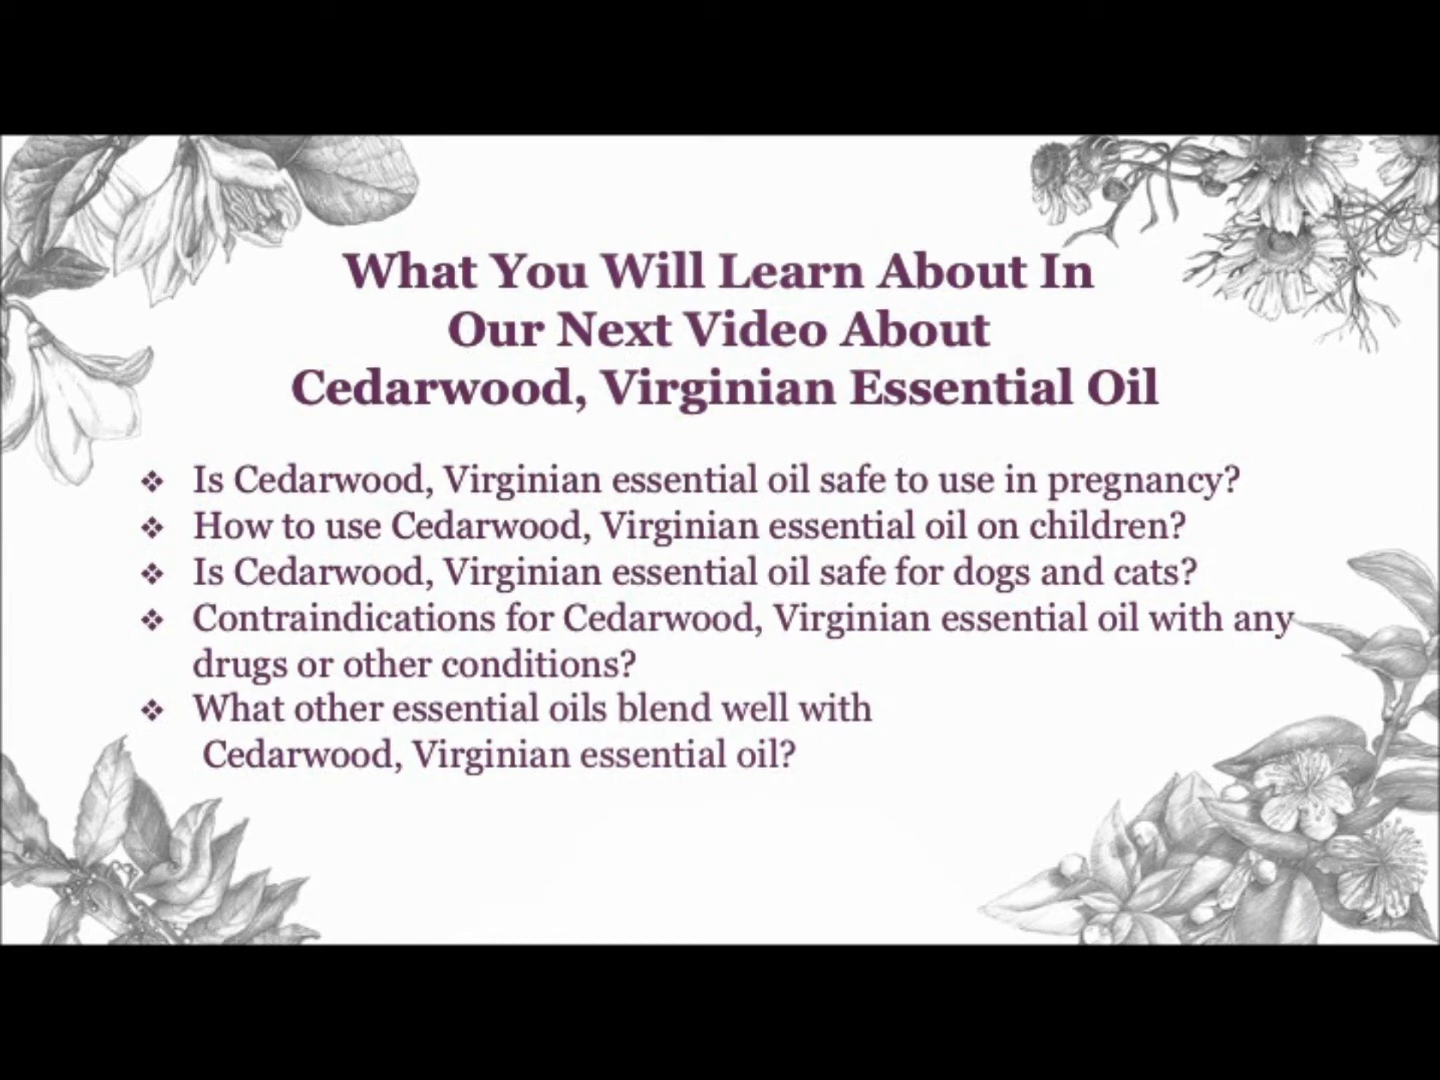 What You Will Learn About In
Our Next Video About
Cedarwood, Virginian Essential Oil
❖ Is Cedarwood, Virginian essential oil safe to use in pregnancy?
❖ How to use Cedarwood, Virginian essential oil on children?
❖ Is Cedarwood, Virginian essential oil safe for dogs and cats?
❖ Contraindications for Cedarwood, Virginian essential oil with any
drugs or other conditions?
❖ What other essential oils blend well with
Cedarwood, Virginian essential oil?